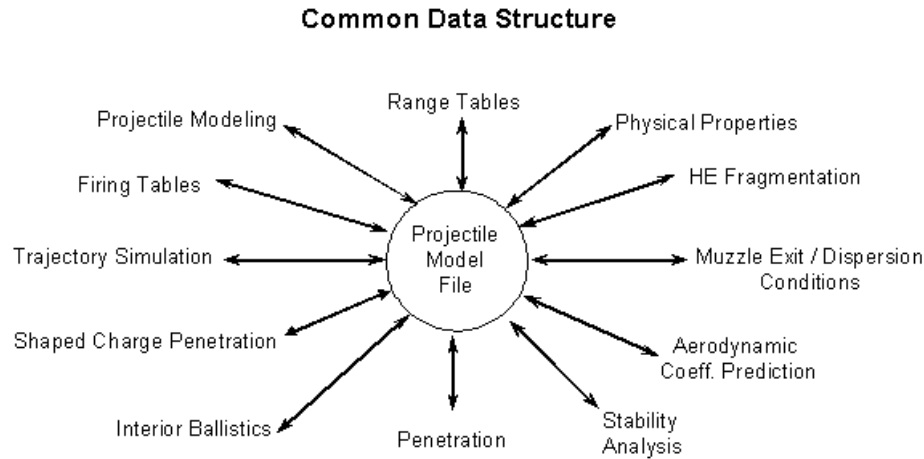 Common Data Structure
Range Tables
Projectile Modeling
Physical Properties
Firing Tables
HE Fragmentation
Projectile
Model
File
Trajectory Simulation
Muzzle Exit / Dispersion
Conditions
Shaped Charge Penetration
Aerodynamic
Coeff. Prediction
Interior Ballistics
Penetration
Stability
Analysis